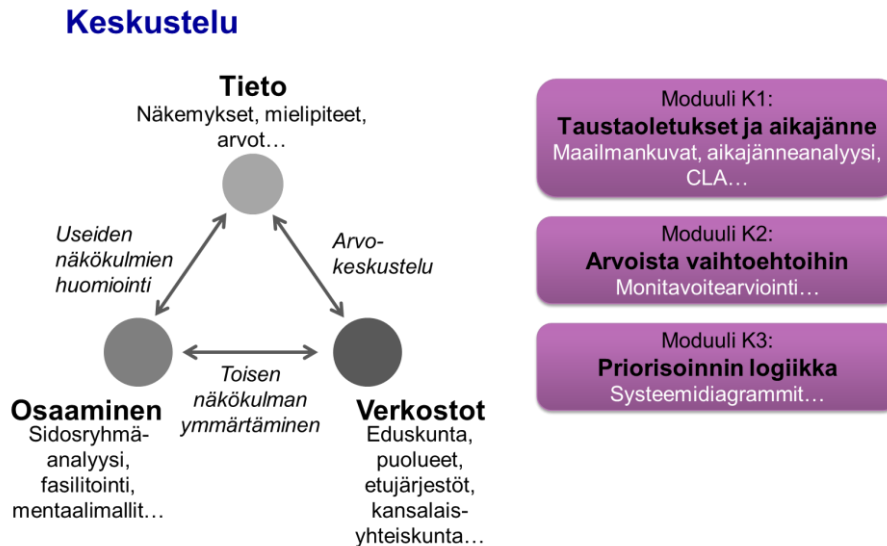 Keskustelu
Tieto
Näkemykset, mielipiteet,
arvot…
Useiden
näkökulmien
huomiointi
Arvo-
keskustelu
Toisen
näkökulman
ymmärtäminen
Osaaminen
Sidosryhmä-
analyysi,
fasilitointi,
mentaalimallit…
Verkostot
Eduskunta,
puolueet,
etujärjestöt,
kansalais-
yhteiskunta…
Moduuli K1:
Taustaoletukset ja aikajänne
Maailmankuvat, aikajänneanalyysi,
CLA…
Moduuli K2:
Arvoista vaihtoehtoihin
Monitavoitearviointi…
Moduuli K3:
Priorisoinnin logiikka
Systeemidiagrammit…